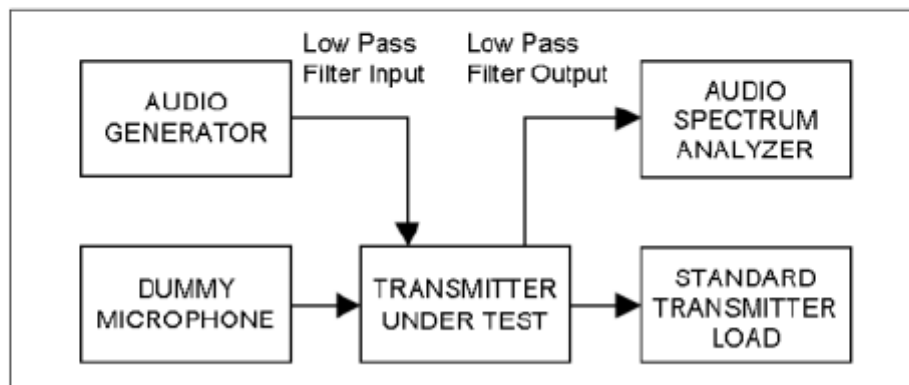 Low Pass
Filter Input
Low Pass
Filter Output
AUDIO
GENERATOR
AUDIO
SPECTRUM
ANALYZER
DUMMY
MICROPHONE
TRANSMITTER
UNDER TEST
STANDARD
TRANSMITTER
LOAD